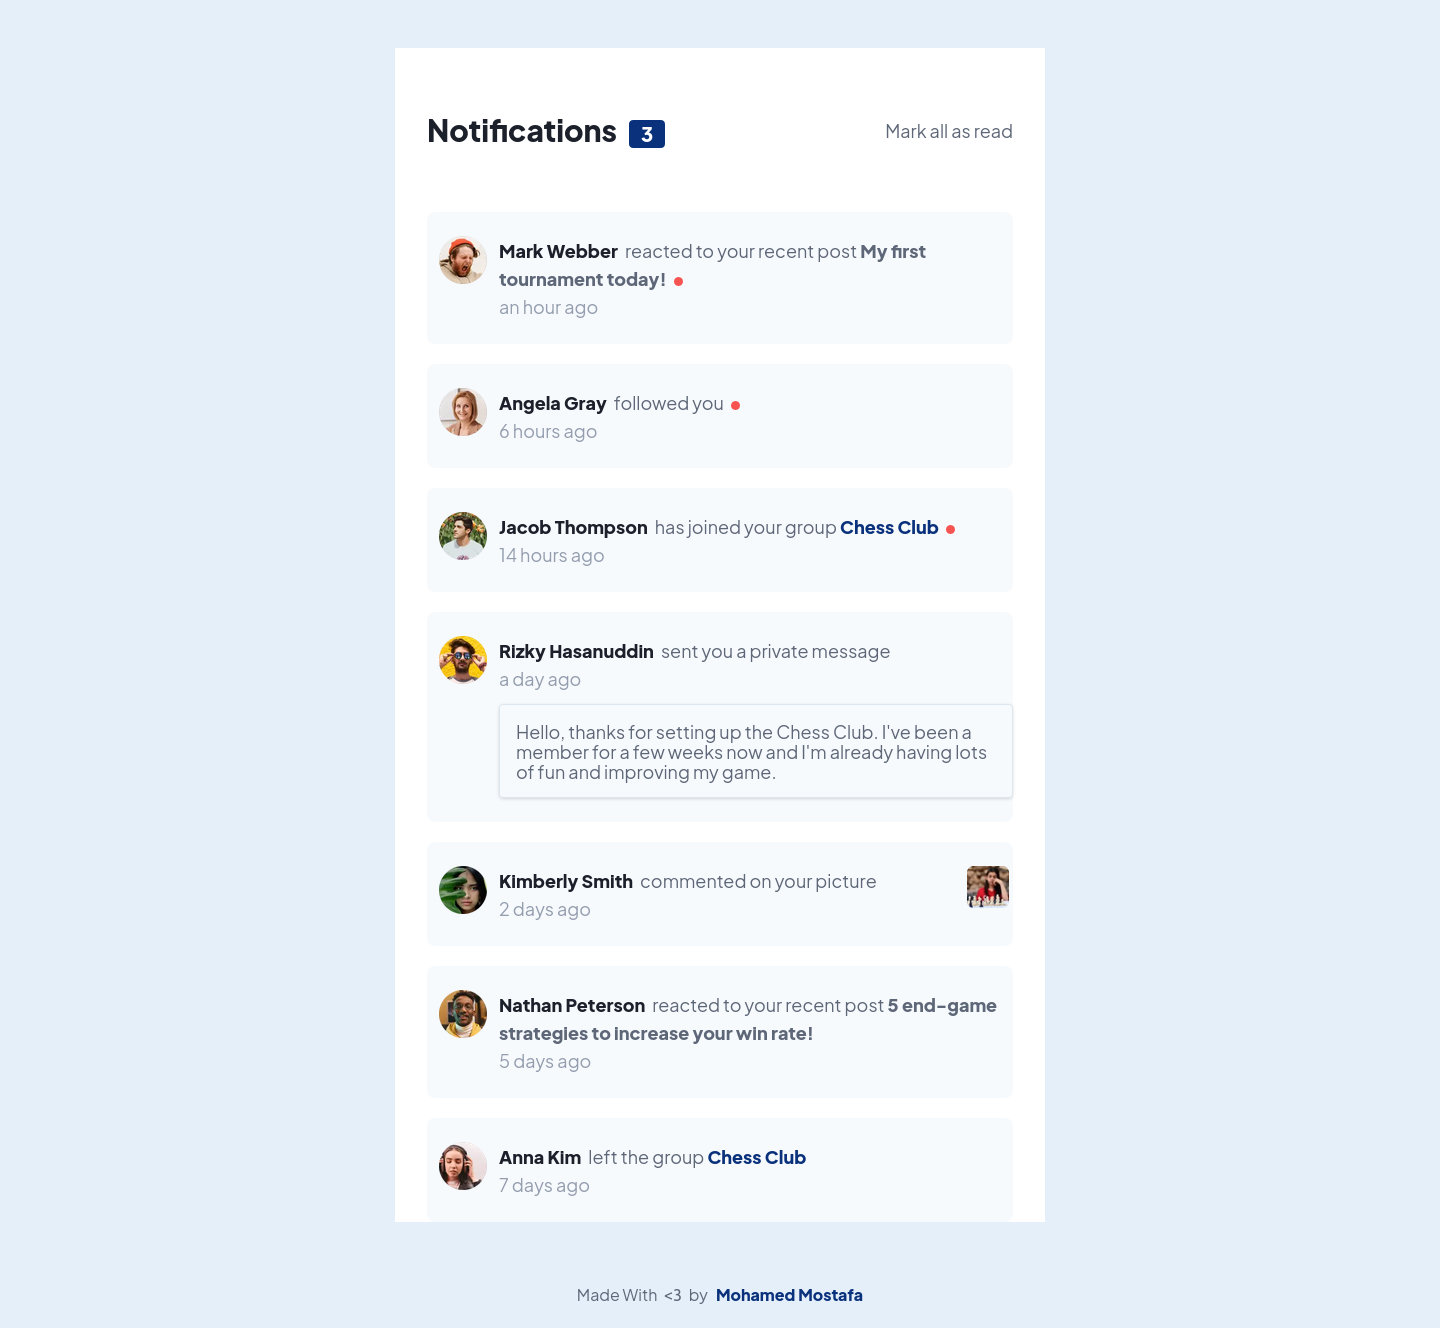 Notifications 3 Mark all as read
Mark Webber reacted to your recent post My first
tournament today!
an hour ago
Angela Gray followed you
6 hours ago
Jacob Thompson has joined your group Chess Club
14 hours ago
Rizky Hasanuddin sent you a private message
a day ago
Hello, thanks for setting up the Chess Club. I've been a
member for a few weeks now and I'm already having lots
of fun and improving my game.
Kimberly Smith commented on your picture
2 days ago
Nathan Peterson reacted to your recent post 5 end-game
strategies to increase your win rate!
5 days ago
Anna Kim left the group Chess Club
7 days ago
Made With <3 by Mohamed Mostafa